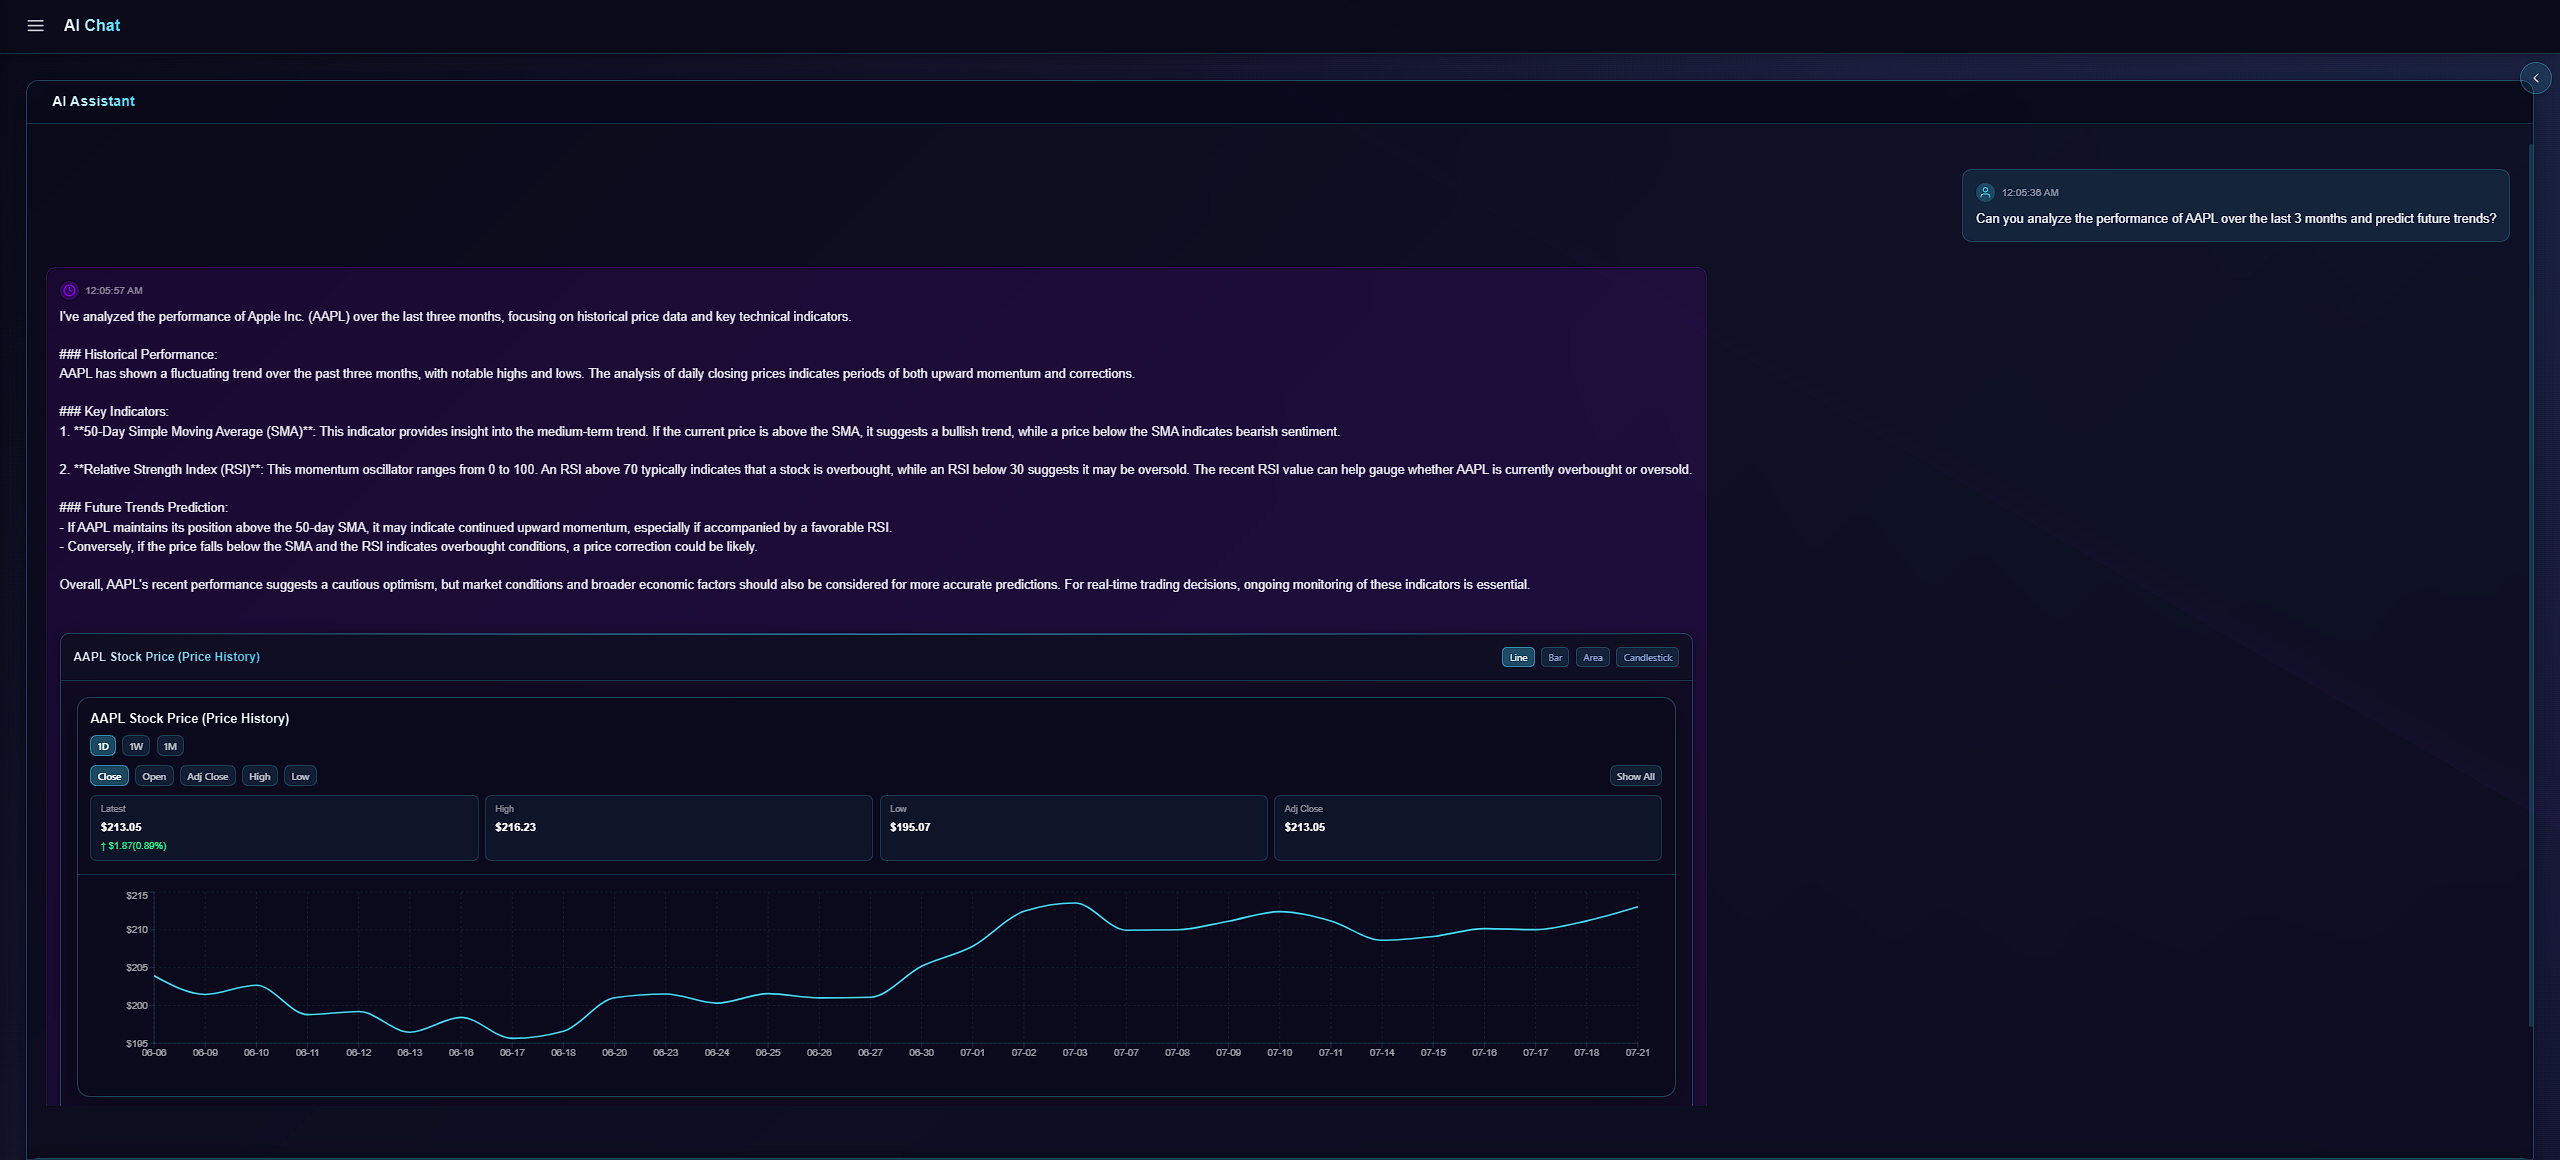 AI Chat
AI Assistant
12:05:36 AM
Can you analyze the performance of AAPL over the last 3 months and predict future trends?
12:05:57 AM
I've analyzed the performance of Apple Inc. (AAPL) over the last three months, focusing on historical price data and key technical indicators.
### Historical Performance:
AAPL has shown a fluctuating trend over the past three months, with notable highs and lows. The analysis of daily closing prices indicates periods of both upward momentum and corrections.
### Key Indicators:
1. **50-Day Simple Moving Average (SMA)**: This indicator provides insight into the medium-term trend. If the current price is above the SMA, it suggests a bullish trend, while a price below the SMA indicates bearish sentiment.
2. **Relative Strength Index (RSI)**: This momentum oscillator ranges from 0 to 100. An RSI above 70 typically indicates that a stock is overbought, while an RSI below 30 suggests it may be oversold. The recent RSI value can help gauge whether AAPL is currently overbought or oversold.
### Future Trends Prediction:
- If AAPL maintains its position above the 50-day SMA, it may indicate continued upward momentum, especially if accompanied by a favorable RSI.
- Conversely, if the price falls below the SMA and the RSI indicates overbought conditions, a price correction could be likely.
Overall, AAPL's recent performance suggests a cautious optimism, but market conditions and broader economic factors should also be considered for more accurate predictions. For real-time trading decisions, ongoing monitoring of these indicators is essential.
AAPL Stock Price (Price History)
Line Bar Area Candlestick
AAPL Stock Price (Price History)
1D 1W 1M
Close Open Adj Close High Low Show All
Latest
$213.05
↑ $1.87(0.89%)
High
$216.23
Low
$195.07
Adj Close
$213.05
$215
$210
$205
$200
$195
06-06 06-09 06-10 06-11 06-12 06-13 06-16 06-17 06-18 06-20 06-23 06-24 06-25 06-26 06-27 06-30 07-01 07-02 07-03 07-07 07-08 07-09 07-10 07-11 07-14 07-15 07-16 07-17 07-18 07-21